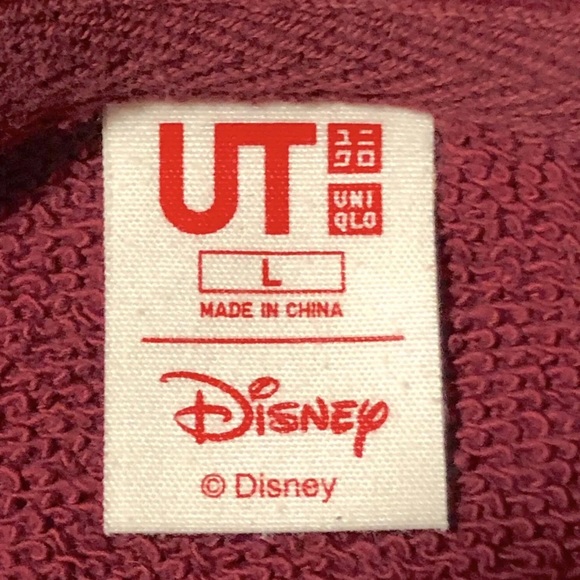 UT
ユニ
クロ
UNI
QLO
L
MADE IN CHINA
Disney
© Disney